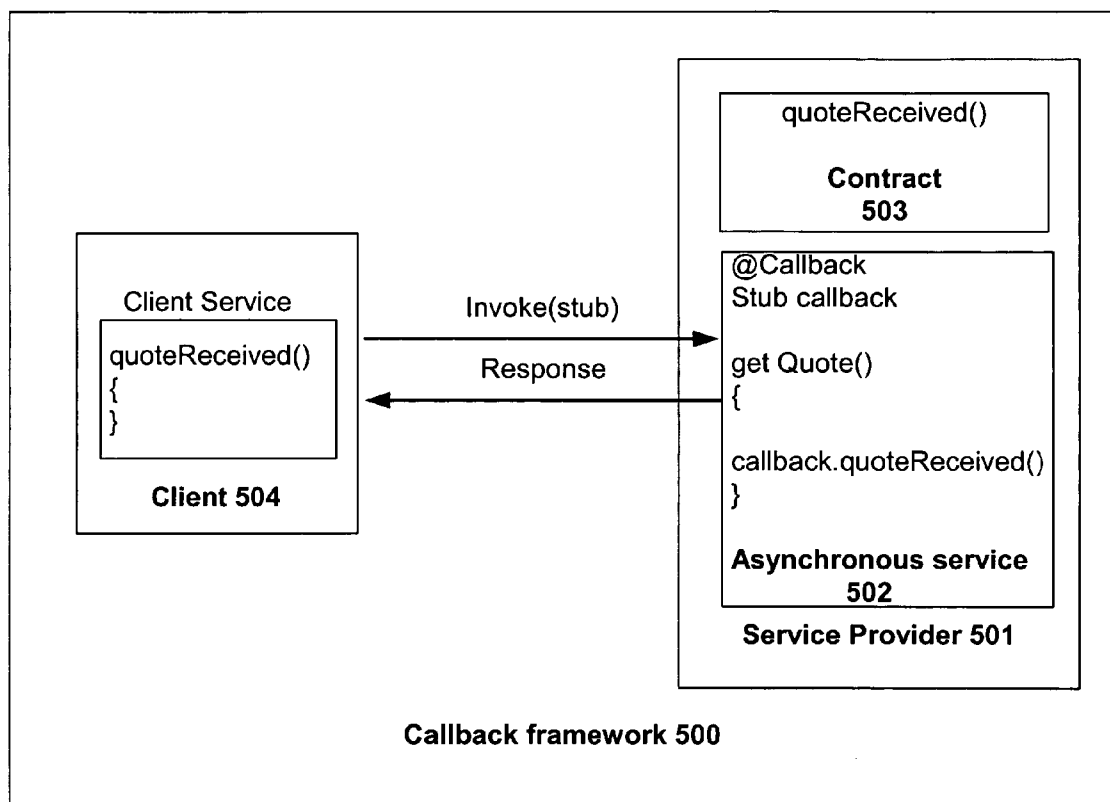 quoteReceived()
Contract
503
Client Service
quoteReceived()
{
}
Client 504
Invoke(stub)
Response
@Callback
Stub callback
get Quote()
{
callback.quoteReceived()
}
Asynchronous service
502
Service Provider 501
Callback framework 500